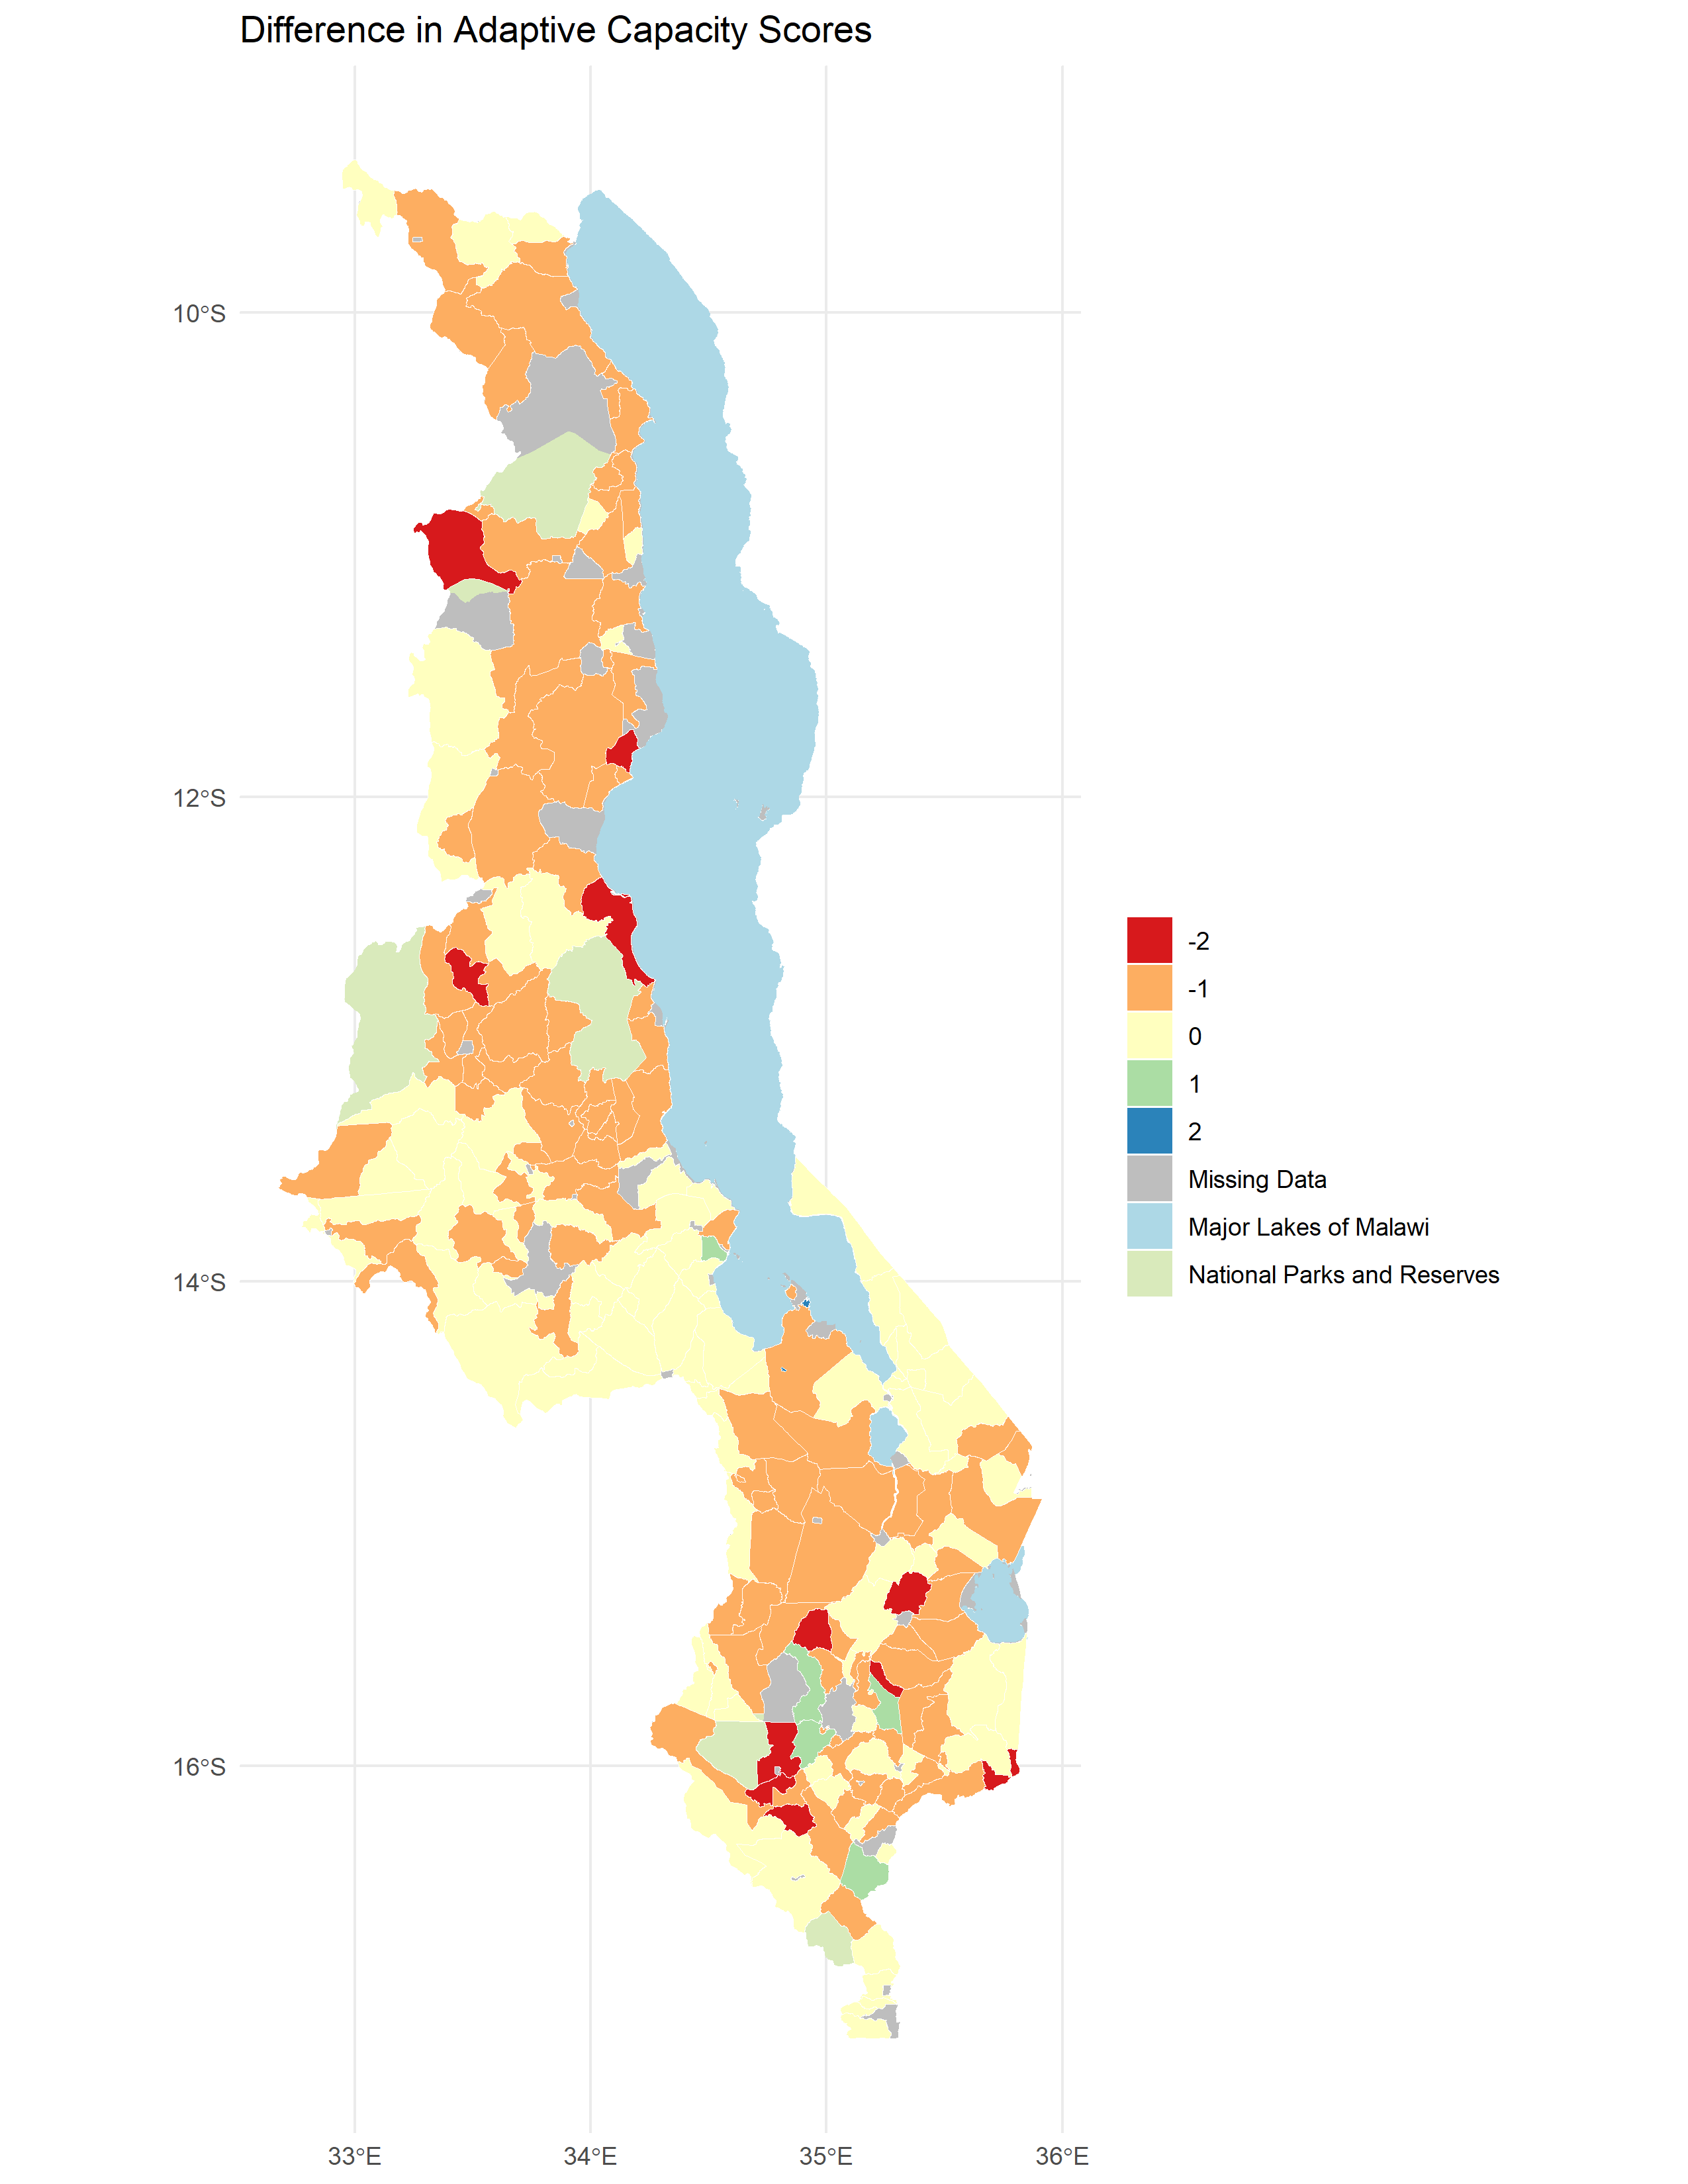 Difference in Adaptive Capacity Scores
10°S
12°S
14°S
16°S
33°E
34°E
35°E
36°E
-2
-1
0
1
2
Missing Data
Major Lakes of Malawi
National Parks and Reserves